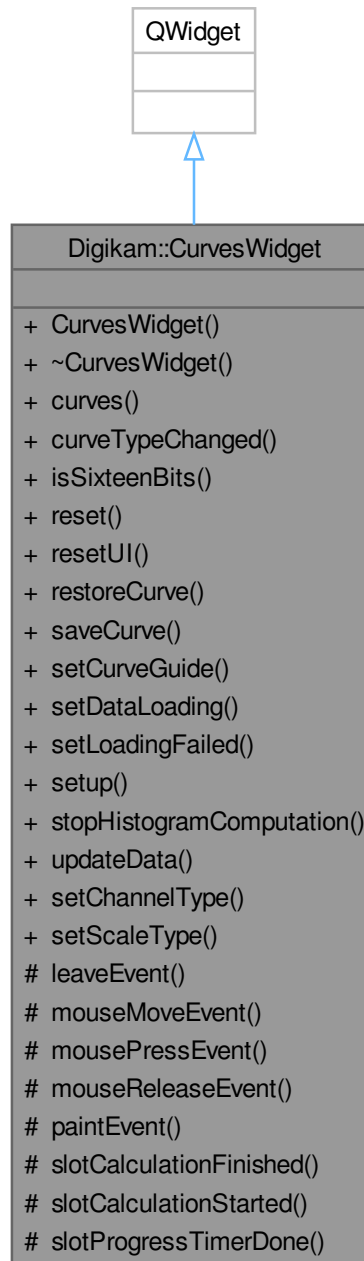 QWidget
Digikam::CurvesWidget
+ CurvesWidget()
+ ~CurvesWidget()
+ curves()
+ curveTypeChanged()
+ isSixteenBits()
+ reset()
+ resetUI()
+ restoreCurve()
+ saveCurve()
+ setCurveGuide()
+ setDataLoading()
+ setLoadingFailed()
+ setup()
+ stopHistogramComputation()
+ updateData()
+ setChannelType()
+ setScaleType()
# leaveEvent()
# mouseMoveEvent()
# mousePressEvent()
# mouseReleaseEvent()
# paintEvent()
# slotCalculationFinished()
# slotCalculationStarted()
# slotProgressTimerDone()